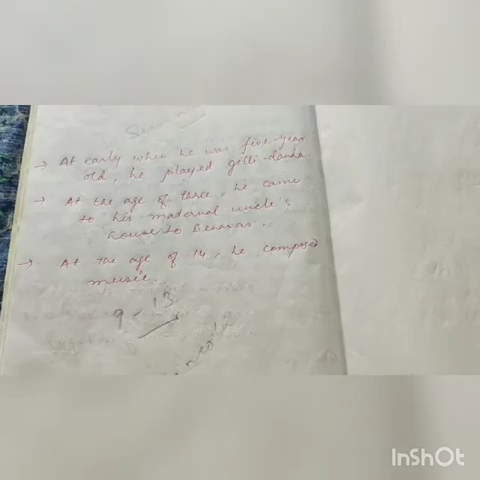 → At early when he was five-year
old, he played gilli-danda.
→ At the age of three, he came
to his maternal uncle's
house to Benaras.
→ At the age of 14, he composed
music.
9 - 13
InShOt